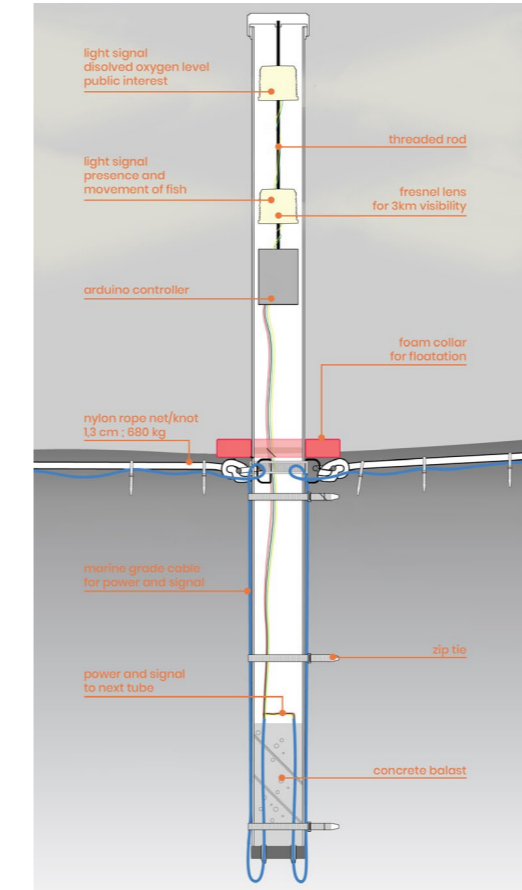 light signal
disolved oxygen level
public interest
threaded rod
light signal
presence and
movement of fish
fresnel lens
for 3km visibility
arduino controller
foam collar
for floatation
nylon rope net/knot
1,3 cm ; 680 kg
marine grade cable
for power and signal
zip tie
power and signal
to next tube
concrete balast